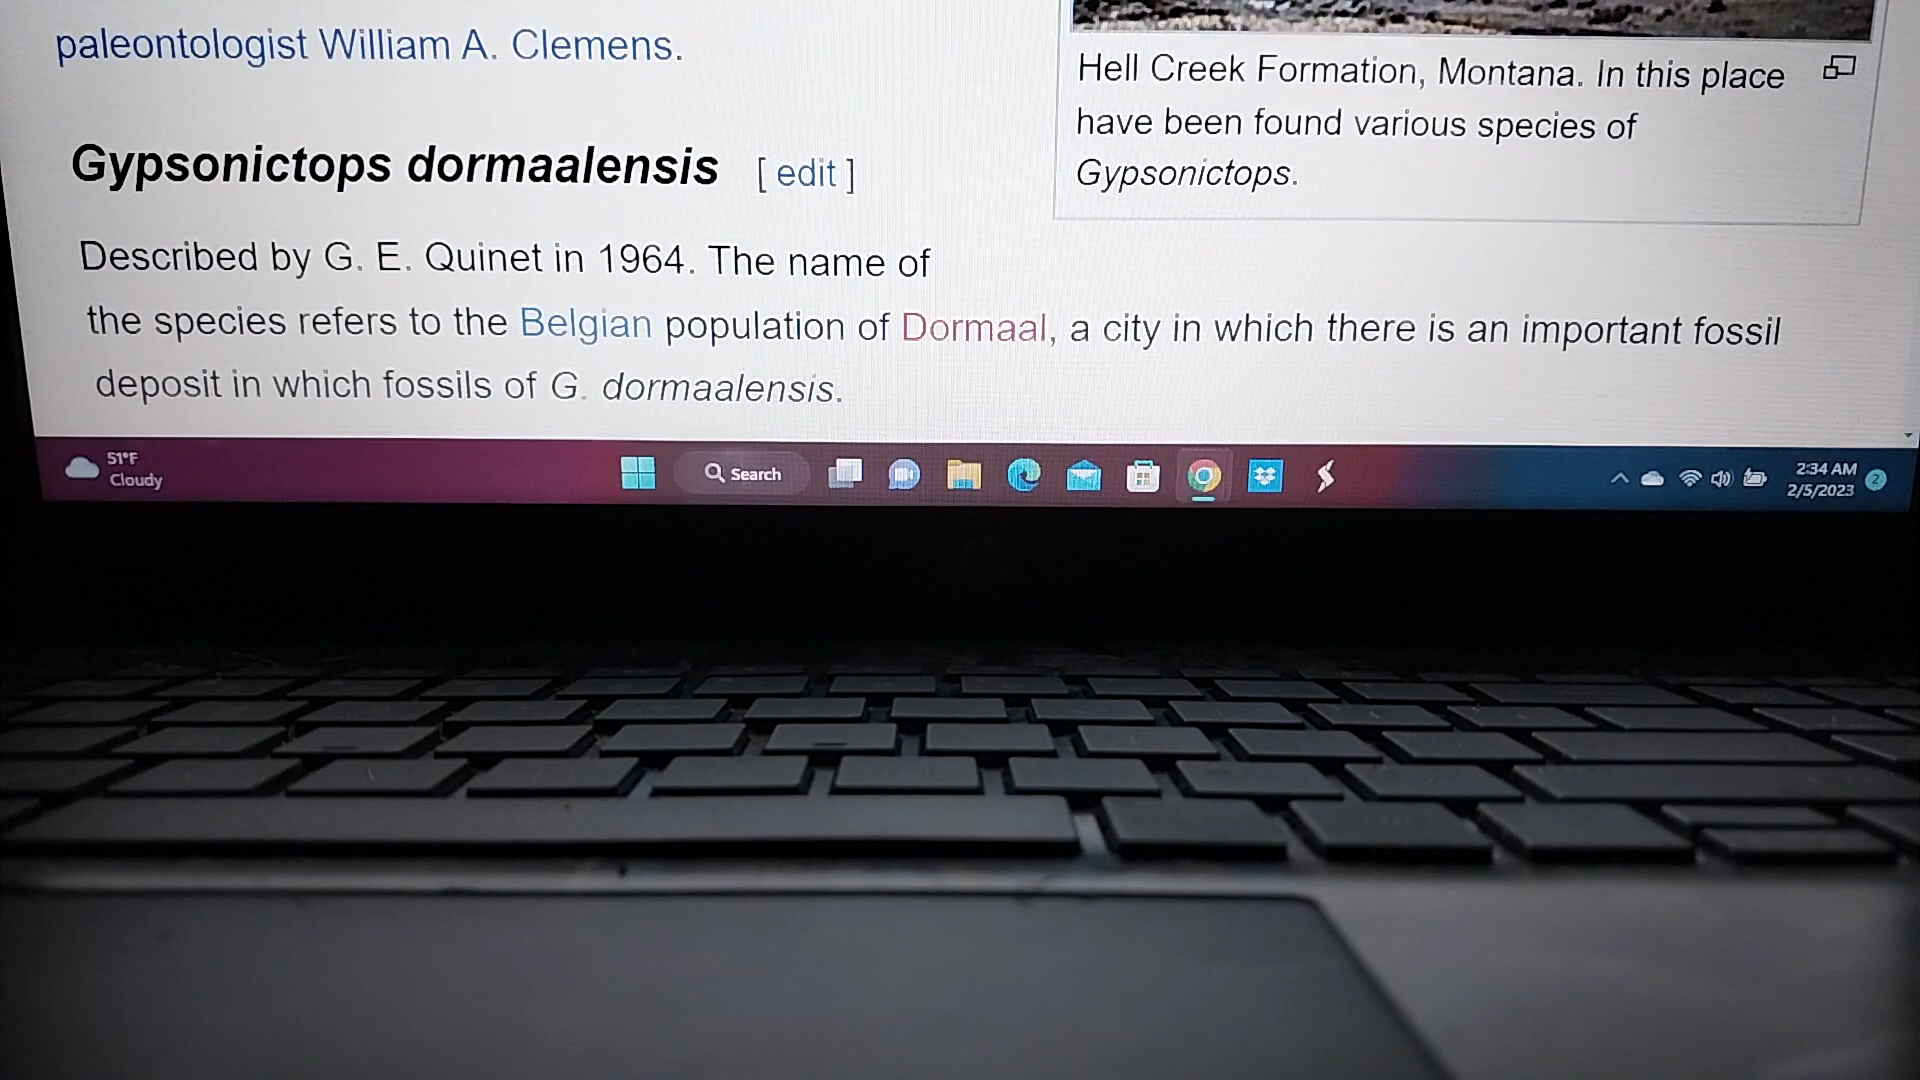 paleontologist William A. Clemens.
Hell Creek Formation, Montana. In this place
have been found various species of
Gypsonictops.
Gypsonictops dormaalensis [ edit ]
Described by G. E. Quinet in 1964. The name of
the species refers to the Belgian population of Dormaal, a city in which there is an important fossil
deposit in which fossils of G. dormaalensis.
51°F
Cloudy
Search
2:34 AM
2/5/2023
2